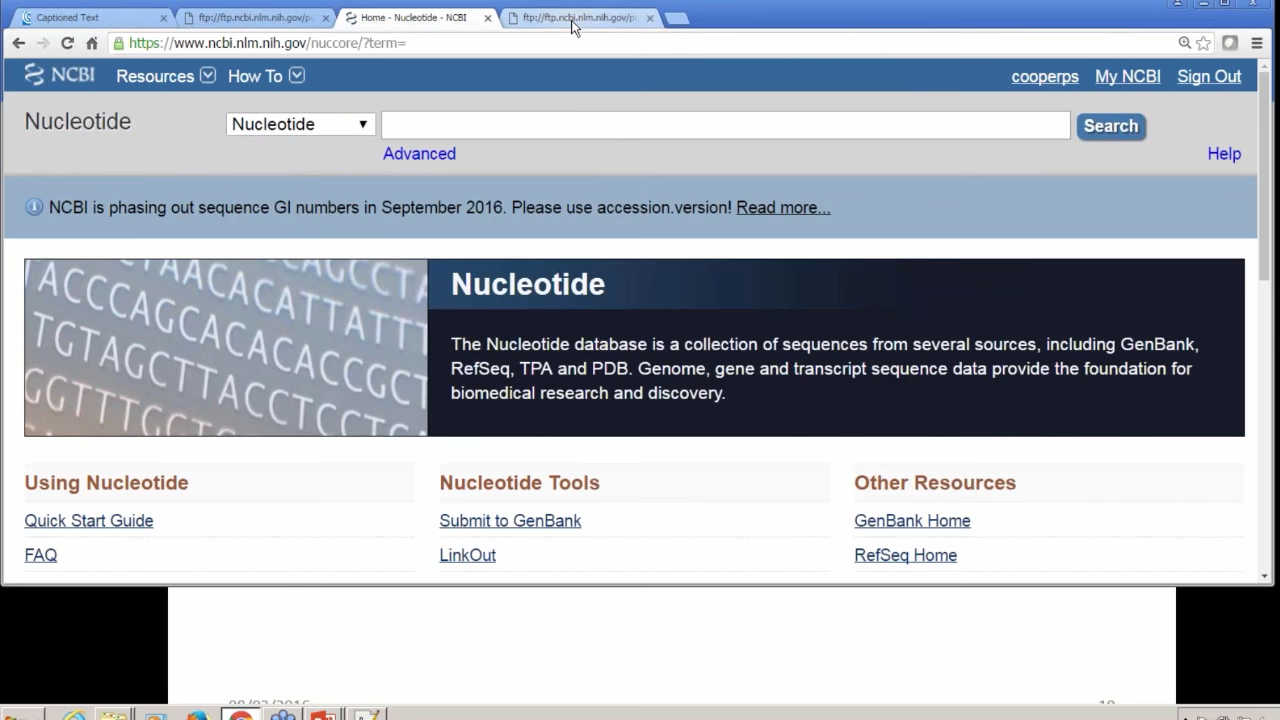 Captioned Text
ftp://ftp.ncbi.nlm.nih.gov/p
Home - Nucleotide - NCBI
ftp://ftp.ncbi.nlm.nih.gov/p
https://www.ncbi.nlm.nih.gov/nuccore/?term=
NCBI Resources How To cooperps My NCBI Sign Out
Nucleotide Nucleotide Search
Advanced Help
NCBI is phasing out sequence GI numbers in September 2016. Please use accession.version! Read more...
Nucleotide
The Nucleotide database is a collection of sequences from several sources, including GenBank,
RefSeq, TPA and PDB. Genome, gene and transcript sequence data provide the foundation for
biomedical research and discovery.
ACCCAGCACACACCGCT
Using Nucleotide
Quick Start Guide
FAQ
Nucleotide Tools
Submit to GenBank
LinkOut
Other Resources
GenBank Home
RefSeq Home